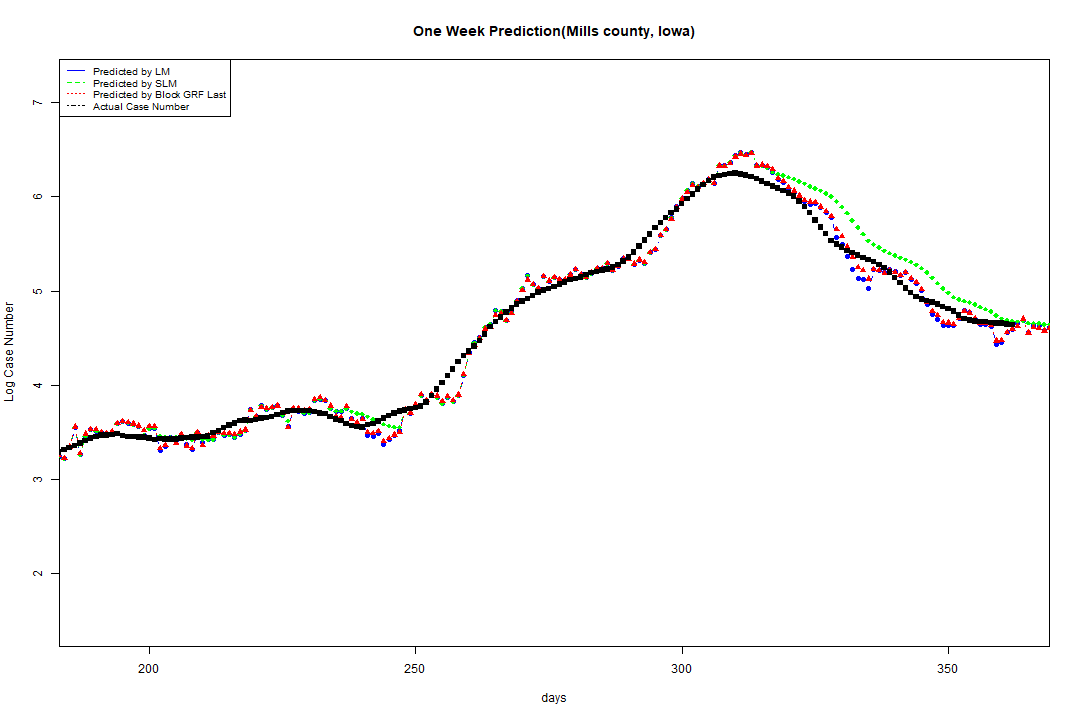 One Week Prediction(Mills county, Iowa)
Predicted by LM
Predicted by SLM
Predicted by Block GRF Last
Actual Case Number
7
6
5
4
3
2
Log Case Number
200
250
300
350
days